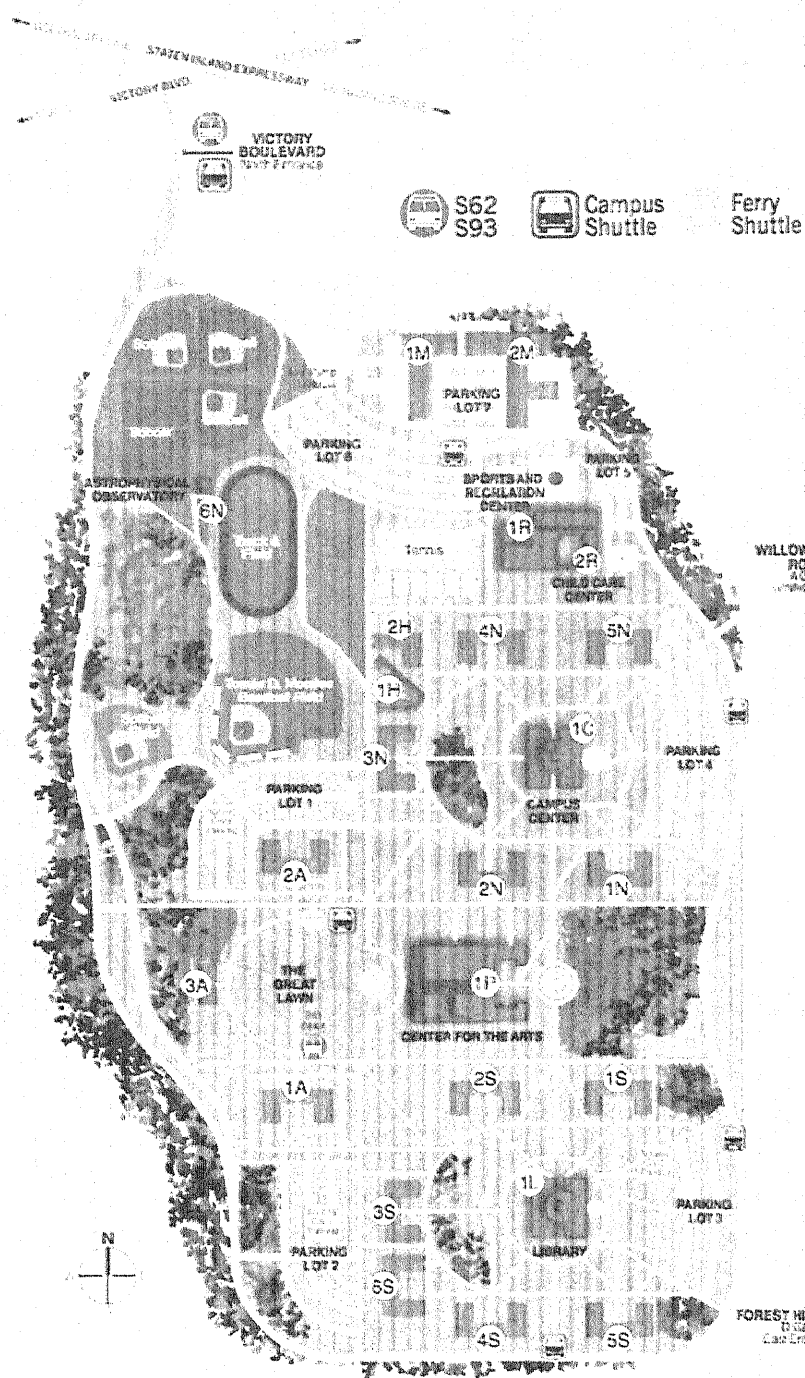 STATEN ISLAND EXPRESSWAY
VICTORY BLVD.
VICTORY
BOULEVARD
S62
S93
Campus
Shuttle
Ferry
Shuttle
1M
2M
PARKING
LOT 7
PARKING
LOT 6
PARKING
LOT 5
SPORTS AND
RECREATION
CENTER
ASTROPHYSICAL
OBSERVATORY
6N
1R
Tennis
2R
CHILD CARE
CENTER
WILLOW
2H
4N
5N
1H
1C
3N
PARKING
LOT 4
PARKING
LOT 1
CAMPUS
CENTER
2A
2N
1N
3A
THE
GREAT
LAWN
1P
CENTER FOR THE ARTS
1A
2S
1S
1L
3S
PARKING
LOT 3
N
PARKING
LOT 2
LIBRARY
6S
FOREST HI
4S
5S